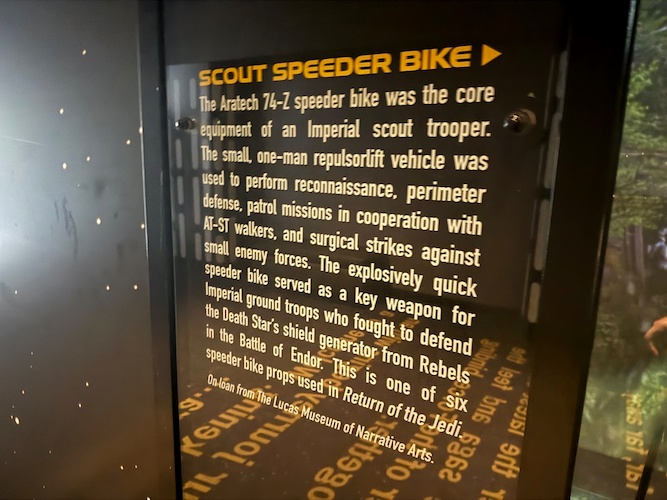 SCOUT SPEEDER BIKE
The Aratech 74-Z speeder bike was the core
equipment of an Imperial scout trooper.
The small, one-man repulsorlift vehicle was
used to perform reconnaissance, perimeter
defense, patrol missions in cooperation with
AT-ST walkers, and surgical strikes against
small enemy forces. The explosively quick
speeder bike served as a key weapon for
Imperial ground troops who fought to defend
the Death Star's shield generator from Rebels
in the Battle of Endor. This is one of six
speeder bike props used in Return of the Jedi.
On loan from The Lucas Museum of Narrative Arts.